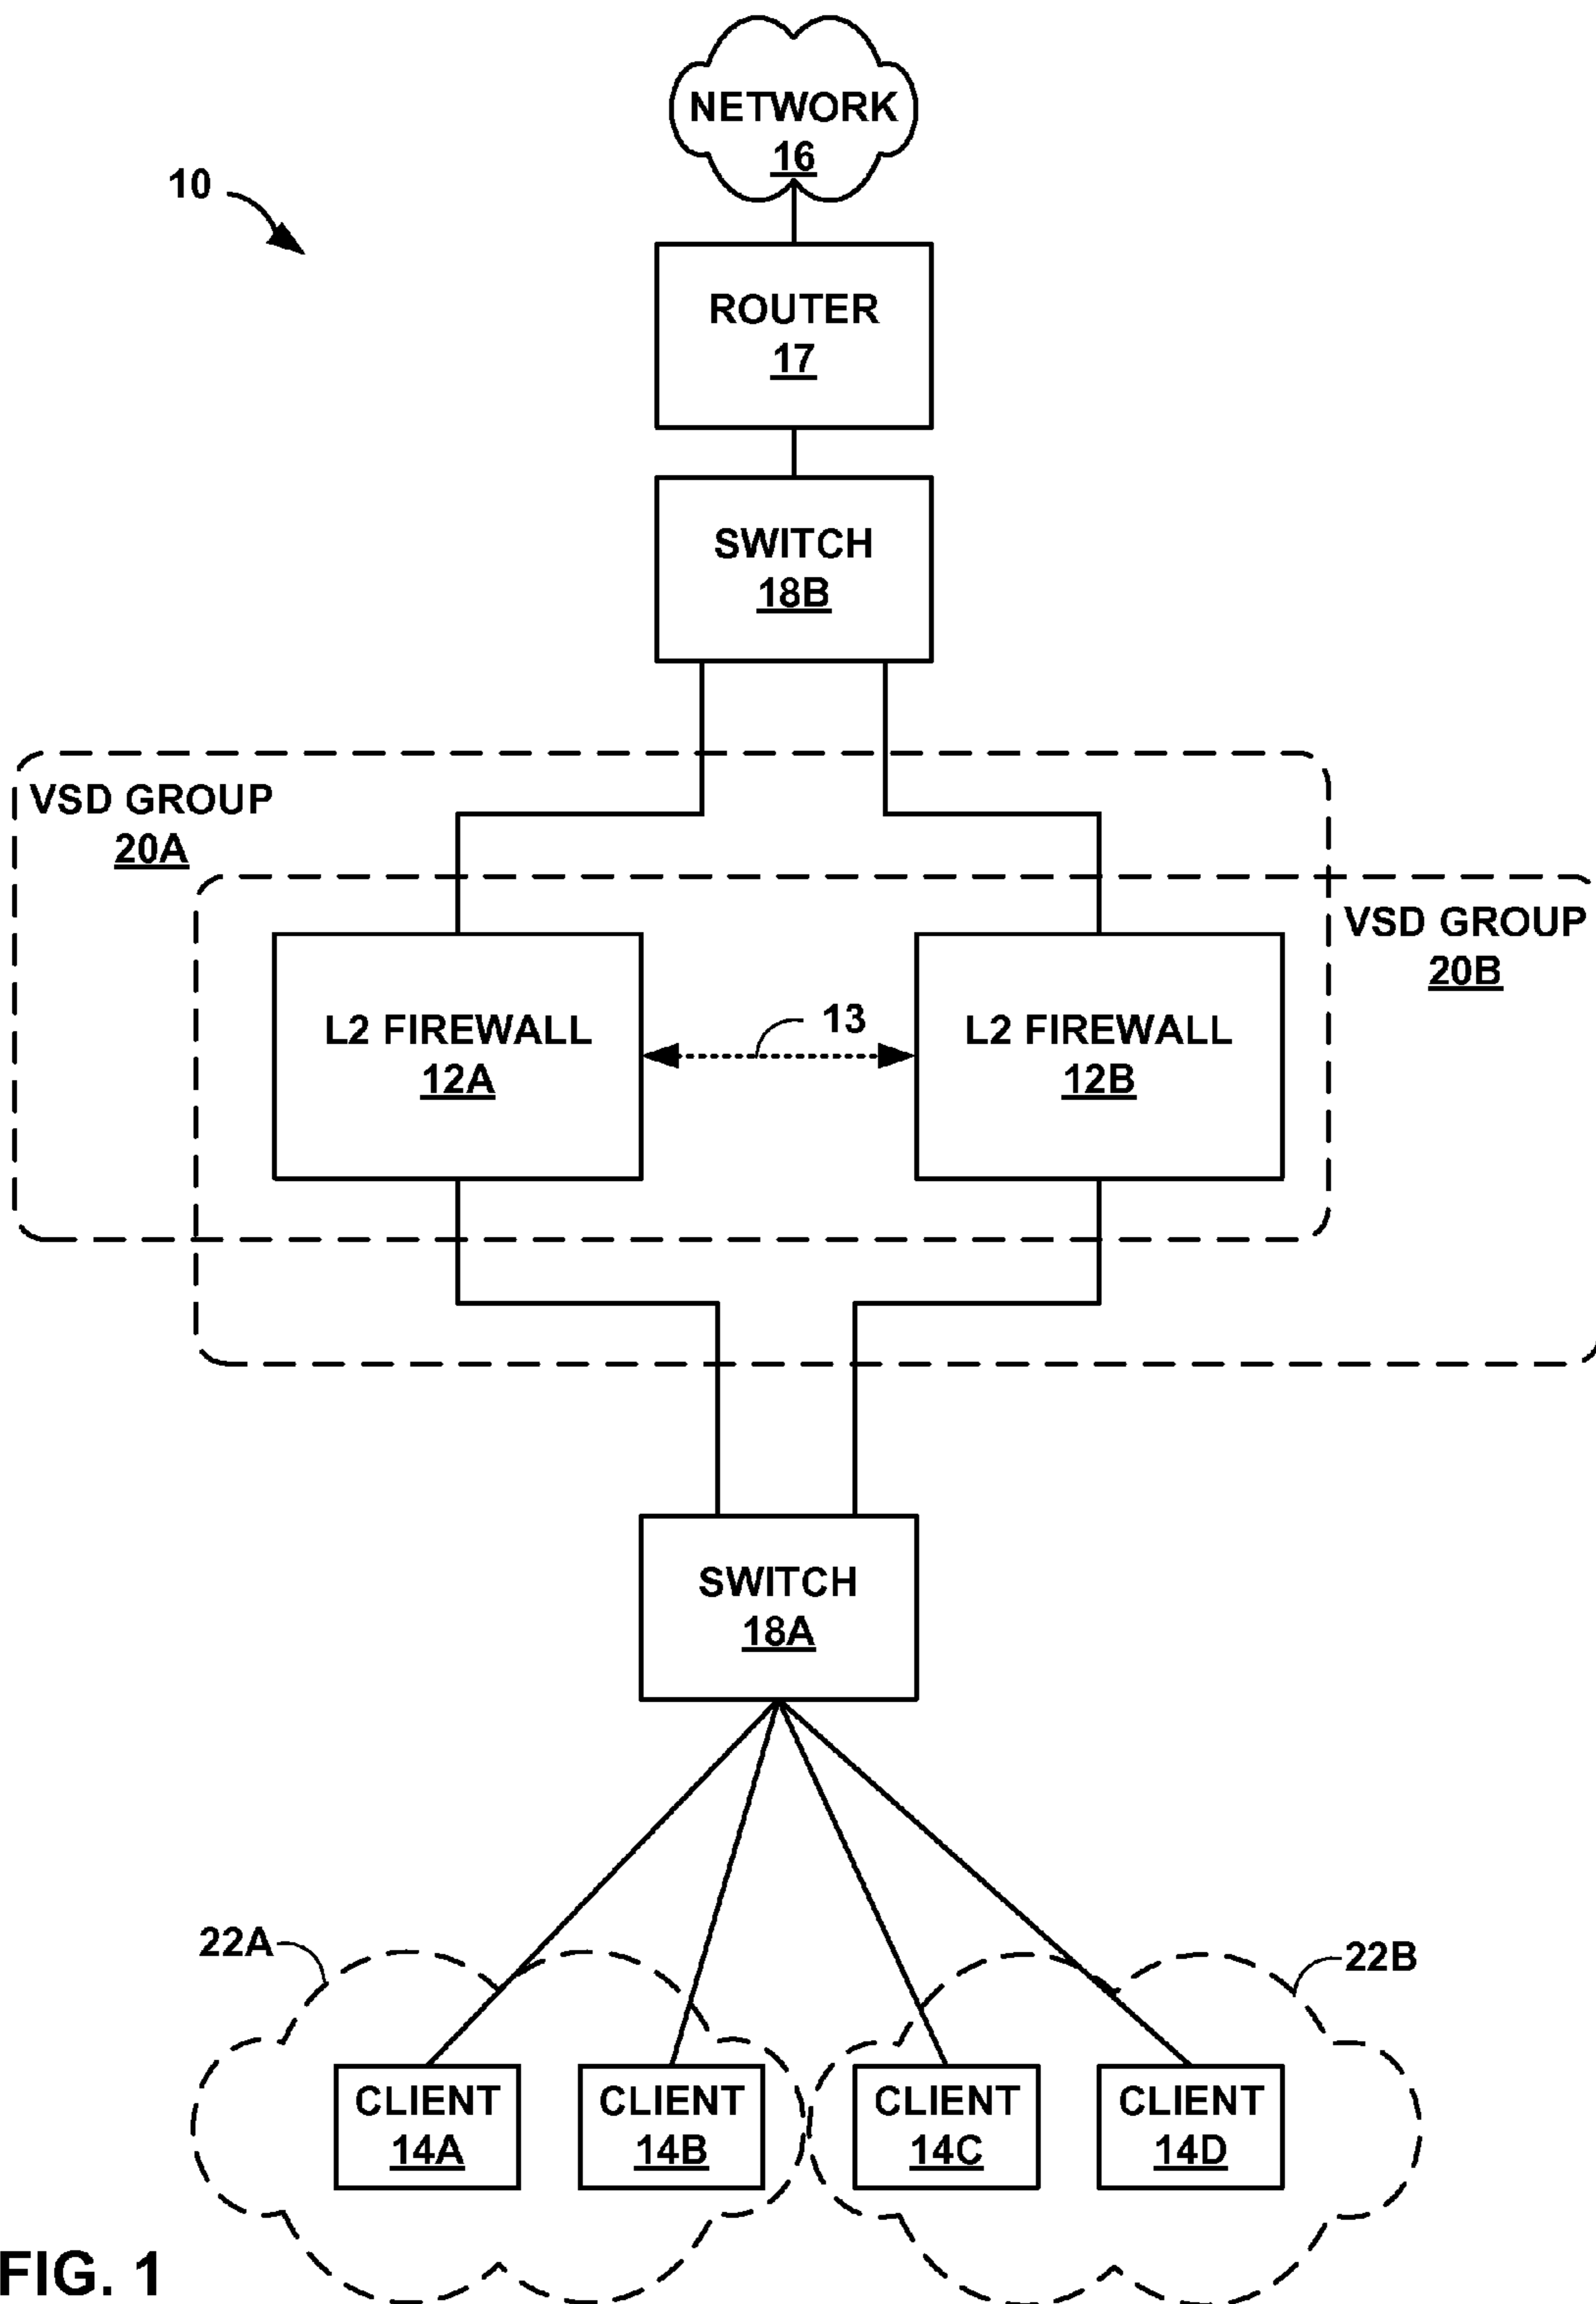 NETWORK
16
10
ROUTER
17
SWITCH
18B
VSD GROUP
20A
VSD GROUP
20B
L2 FIREWALL
12A
13
L2 FIREWALL
12B
SWITCH
18A
22A
22B
CLIENT
14A
CLIENT
14B
CLIENT
14C
CLIENT
14D
FIG. 1